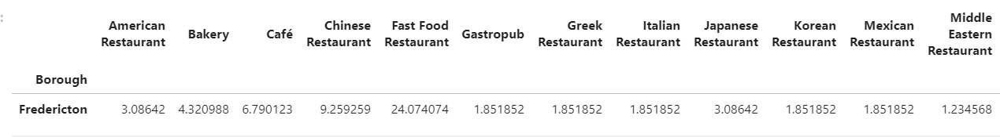 :
American Restaurant Bakery Café Chinese Restaurant Fast Food Restaurant Gastropub Greek Restaurant Italian Restaurant Japanese Restaurant Korean Restaurant Mexican Restaurant Middle Eastern Restaurant
Borough
Fredericton 3.08642 4.320988 6.790123 9.259259 24.074074 1.851852 1.851852 1.851852 3.08642 1.851852 1.851852 1.234568